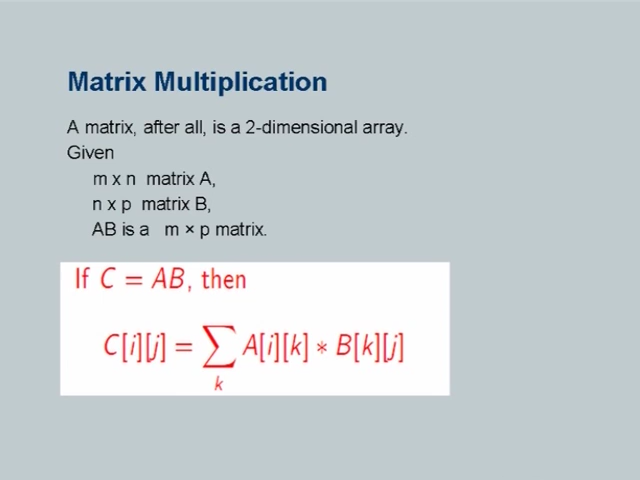 Matrix Multiplication
A matrix, after all, is a 2-dimensional array.
Given
m x n matrix A,
n x p matrix B,
AB is a m × p matrix.
If C = AB, then
C[i][j] = ∑ A[i][k] ∗ B[k][j]
k